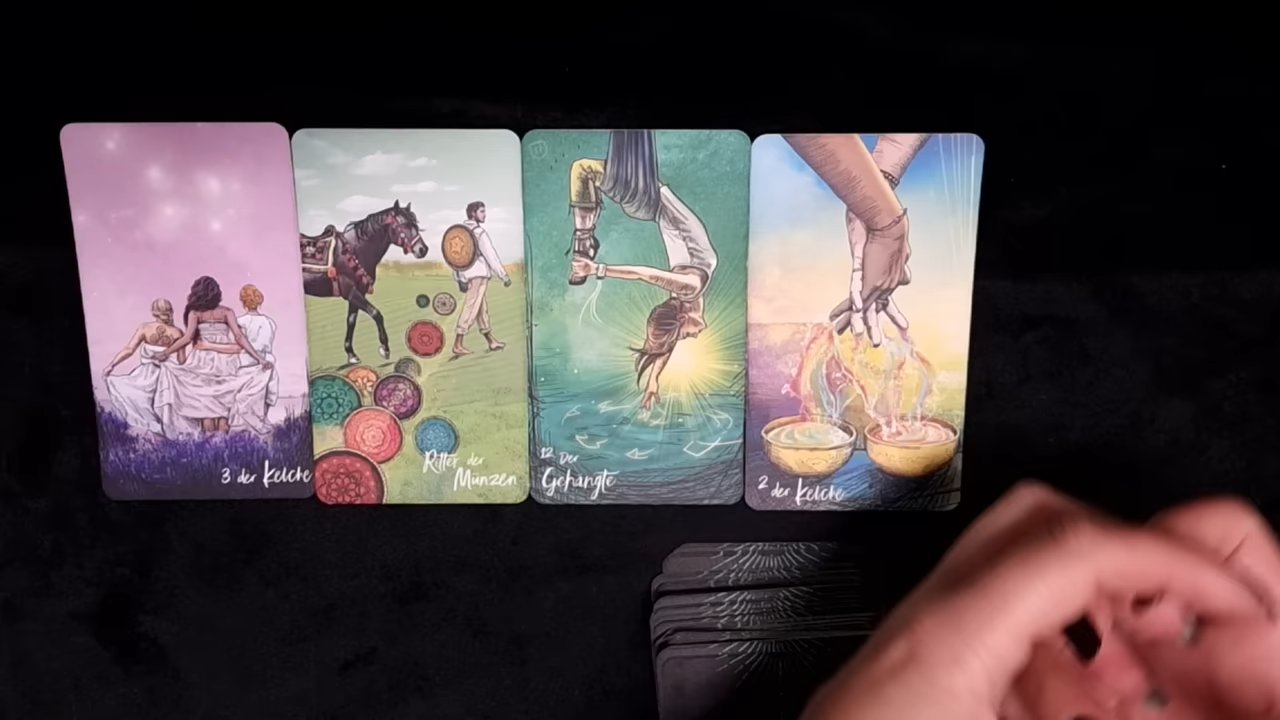 3 der Kelche
Ritter der
Münzen
12 Der
Gehängte
2 der Kelche